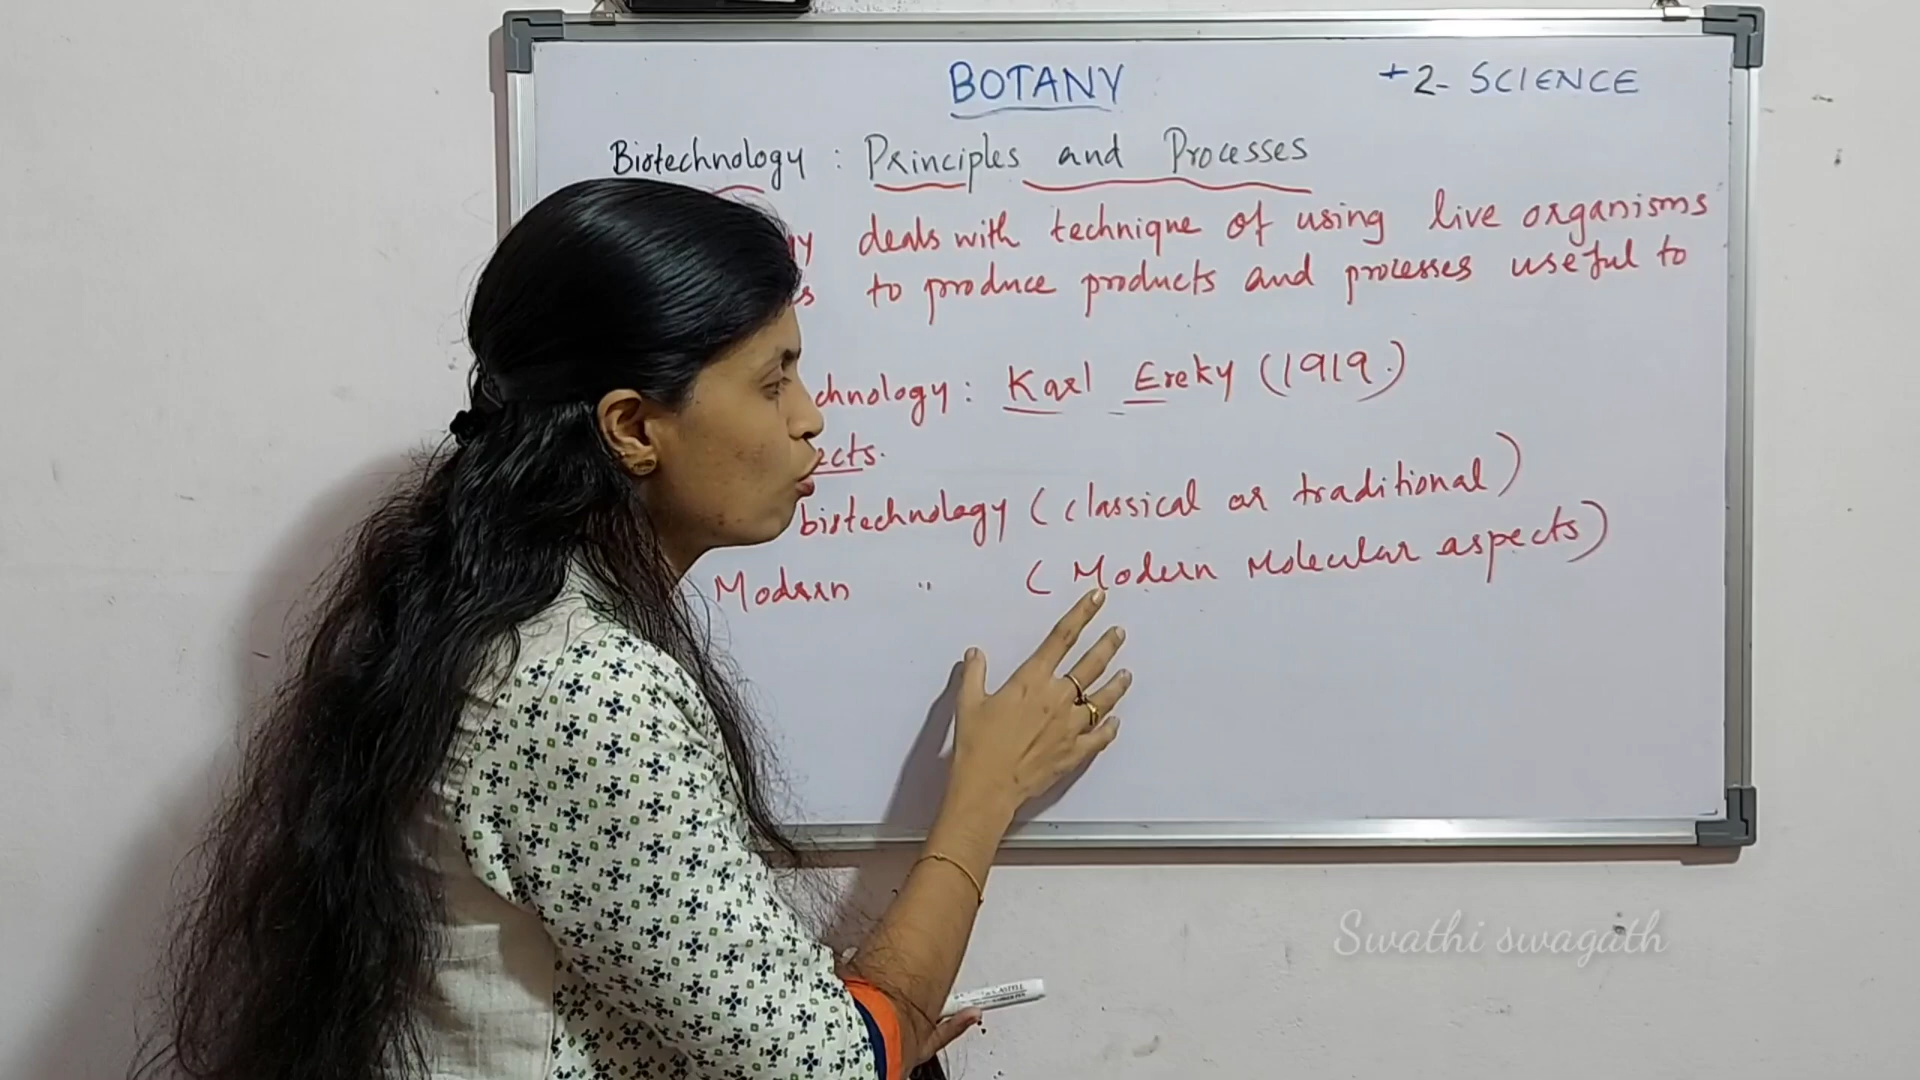 BOTANY
+2- SCIENCE
Biotechnology : Principles and Processes
deals with technique of using live organisms
to produce products and processes useful to
chnology : Karl Ereky (1919.)
ects.
biotechnology (classical or traditional)
Modern " (Modern Molecular aspects)
Swathi swagath